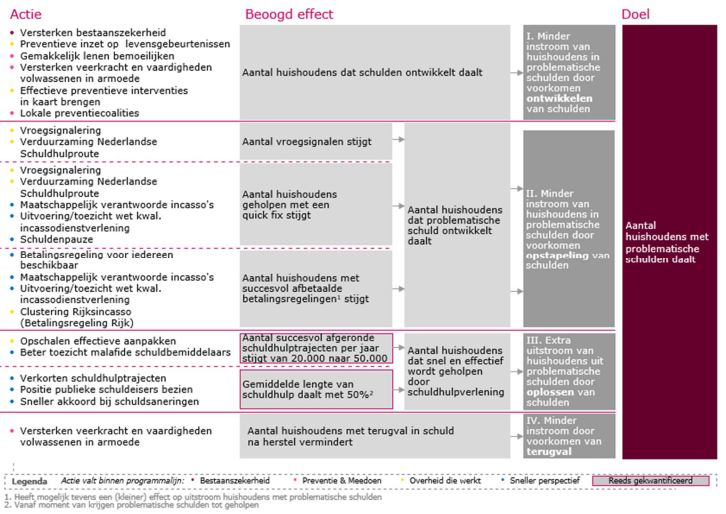 Actie
Beoogd effect
Doel
Versterken bestaanszekerheid
Preventieve inzet op levensgebeurtenissen
Gemakkelijk lenen bemoeilijken
Versterken veerkracht en vaardigheden
volwassenen in armoede
Effectieve preventieve interventies
in kaart brengen
Lokale preventiecoalities
Aantal huishoudens dat schulden ontwikkelt daalt
I. Minder
instroom van
huishoudens in
problematische
schulden door
voorkomen
ontwikkelen
van schulden
Vroegsignalering
Verduurzaming Nederlandse
Schuldhulproute
Aantal vroegsignalen stijgt
Vroegsignalering
Verduurzaming Nederlandse
Schuldhulproute
Maatschappelijk verantwoorde incasso's
Uitvoering/toezicht wet kwal.
incassodienstverlening
Schuldenpauze
Aantal huishoudens
geholpen met een
quick fix stijgt
Betalingsregeling voor iedereen
beschikbaar
Maatschappelijk verantwoorde incasso's
Uitvoering/toezicht wet kwal.
incassodienstverlening
Clustering Rijksincasso
(Betalingsregeling Rijk)
Aantal huishoudens met
succesvol afbetaalde
betalingsregelingen¹ stijgt
Aantal huishoudens
dat problematische
schuld ontwikkelt
daalt
II. Minder
instroom van
huishoudens in
problematische
schulden door
voorkomen
opstapeling van
schulden
Opschalen effectieve aanpakken
Beter toezicht malafide schuldbemiddelaars
Aantal succesvol afgeronde
schuldhulptrajecten per jaar
stijgt van 20.000 naar 50.000
Verkorten schuldhulptrajecten
Positie publieke schuldeisers bezien
Sneller akkoord bij schuldsaneringen
Gemiddelde lengte van
schuldhulp daalt met 50%²
Aantal huishoudens
dat snel en effectief
wordt geholpen
door
schuldhulpverlening
III. Extra
uitstroom van
huishoudens uit
problematische
schulden door
oplossen van
schulden
Versterken veerkracht en vaardigheden
volwassenen in armoede
Aantal huishoudens met terugval in schuld
na herstel vermindert
IV. Minder
instroom door
voorkomen van
terugval
Aantal
huishoudens met
problematische
schulden daalt
Legenda
Actie valt binnen programmalijn:
Bestaanszekerheid
Preventie & Meedoen
Overheid die werkt
Sneller perspectief
Reeds gekwantificeerd
1. Heeft mogelijk tevens een (kleiner) effect op uitstroom huishoudens met problematische schulden
2. Vanaf moment van krijgen problematische schulden tot geholpen